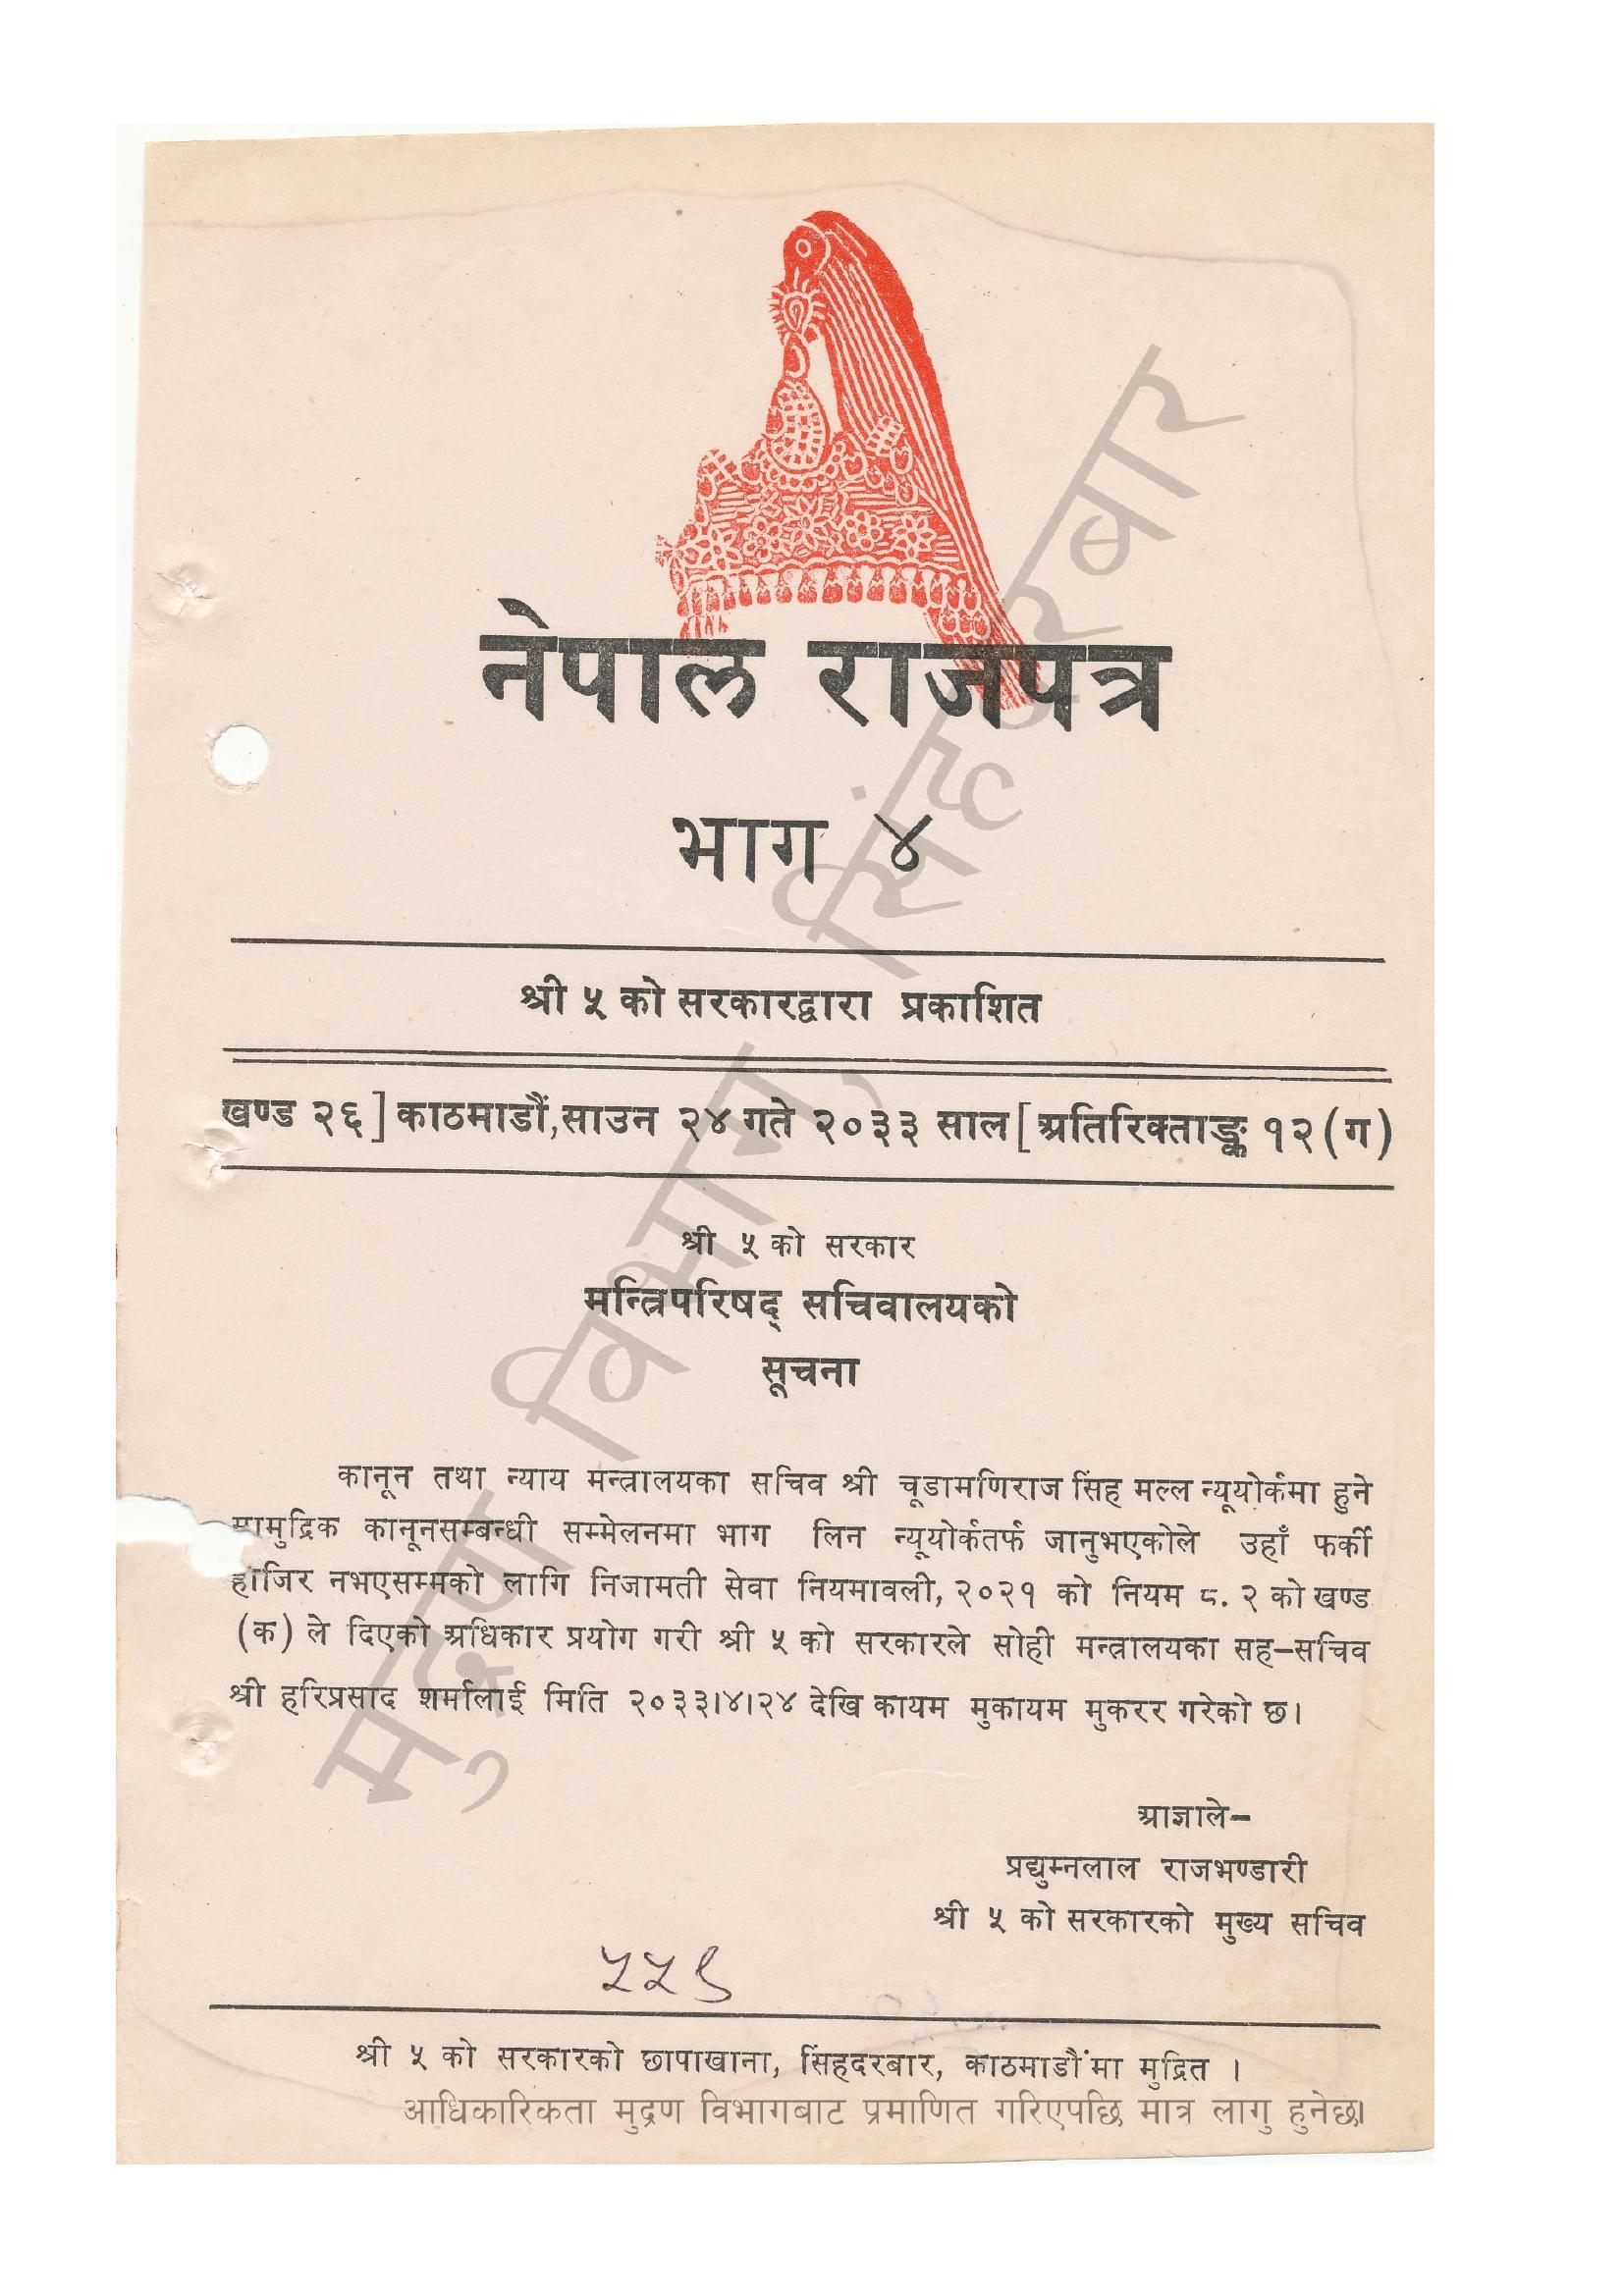 नेपाल राजपत्र
भाग ४
श्री ५ को सरकारद्वारा प्रकाशित
खण्ड २६] काठमाडौं, साउन २४ गते २०३३ साल [अतिरिक्ताङ्क १२ (ग)
श्री ५ को सरकार
मन्त्रिपरिषद् सचिवालयको
सूचना
कानून तथा न्याय मन्त्रालयका सचिव श्री चूडामणिराज सिंह मल्ल न्यूयोर्कमा हुने
सामुद्रिक कानूनसम्बन्धी सम्मेलनमा भाग लिन न्यूयोर्कतर्फ जानुभएकोले उहाँ फर्की
हाजिर नभएसम्मको लागि निजामती सेवा नियमावली, २०२१ को नियम ८. २ को खण्ड
(क) ले दिएको अधिकार प्रयोग गरी श्री ५ को सरकारले सोही मन्त्रालयका सह-सचिव
श्री हरिप्रसाद शर्मालाई मिति २०३३।४।२४ देखि कायम मुकायम मुकरर गरेको छ।
आज्ञाले-
प्रद्युम्नलाल राजभण्डारी
श्री ५ को सरकारको मुख्य सचिव
५५९
श्री ५ को सरकारको छापाखाना, सिंहदरबार, काठमाडौंमा मुद्रित ।
आधिकारिकता मुद्रण विभागबाट प्रमाणित गरिएपछि मात्र लागु हुनेछ।
मुद्रण विभाग, सिंहदरबार